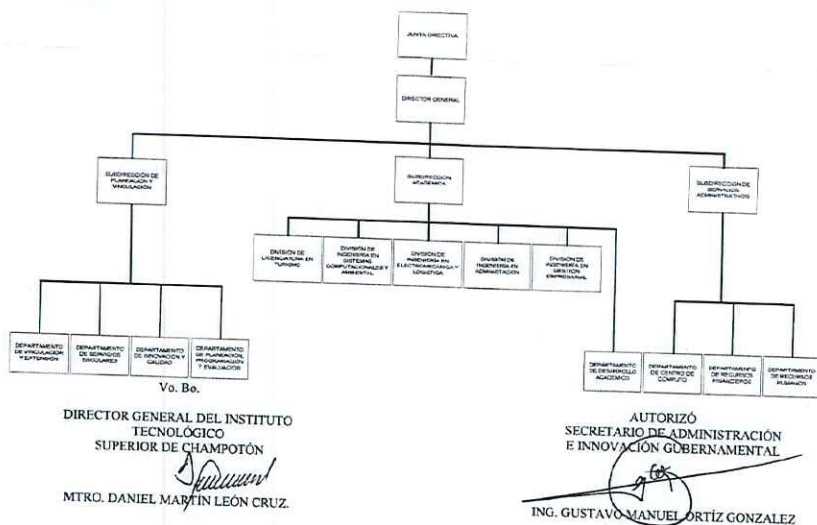 JUNTA DIRECTIVA
DIRECTOR GENERAL
SUBDIRECCIÓN DE
PLANEACIÓN Y
VINCULACIÓN
SUBDIRECCIÓN
ACADÉMICA
SUBDIRECCIÓN DE
SERVICIOS
ADMINISTRATIVOS
DIVISIÓN DE
LICENCIATURA EN
TURISMO
DIVISIÓN DE
INGENIERÍA EN
SISTEMAS
COMPUTACIONALES Y
AMBIENTAL
DIVISIÓN DE
INGENIERÍA EN
ELECTROMECÁNICA Y
LOGÍSTICA
DIVISIÓN DE
INGENIERÍA EN
DIVISIÓN DE
INGENIERÍA EN
GESTIÓN
EMPRESARIAL
DEPARTAMENTO
DE VINCULACIÓN
Y EXTENSIÓN
DEPARTAMENTO
DE SERVICIOS
ESCOLARES
DEPARTAMENTO
DE INNOVACIÓN Y
CALIDAD
DEPARTAMENTO
DE PLANEACIÓN,
PROGRAMACIÓN
Y EVALUACIÓN
DEPARTAMENTO
DE DESARROLLO
ACADÉMICO
DEPARTAMENTO
DE CENTRO DE
CÓMPUTO
DEPARTAMENTO
DE RECURSOS
FINANCIEROS
DEPARTAMENTO
DE RECURSOS
HUMANOS
Vo. Bo.
DIRECTOR GENERAL DEL INSTITUTO
TECNOLÓGICO
SUPERIOR DE CHAMPOTÓN
MTRO. DANIEL MARTÍN LEÓN CRUZ.
AUTORIZÓ
SECRETARIO DE ADMINISTRACIÓN
E INNOVACIÓN GUBERNAMENTAL
ING. GUSTAVO MANUEL ORTÍZ GONZALEZ